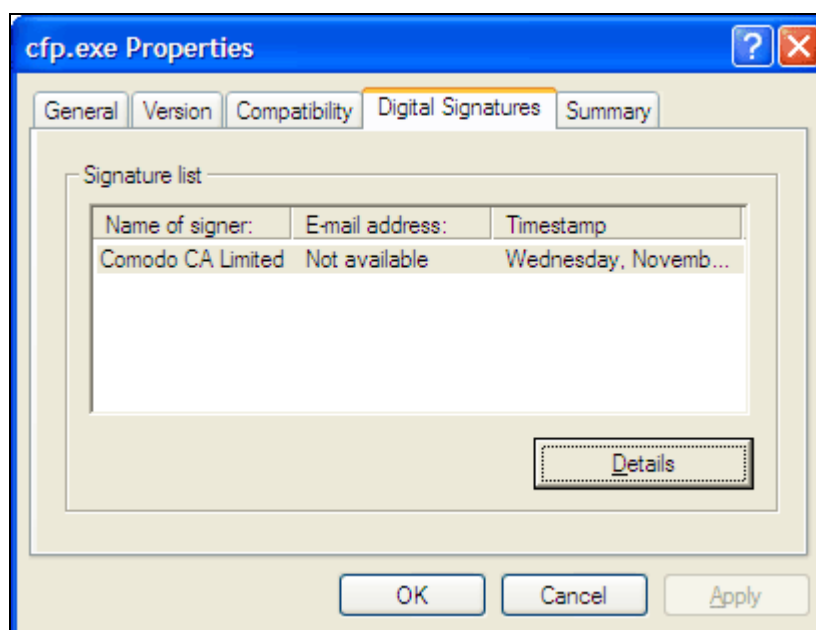 cfp.exe Properties
General Version Compatibility Digital Signatures Summary
Signature list
Name of signer: E-mail address: Timestamp
Comodo CA Limited Not available Wednesday, Novemb...
Details
OK Cancel Apply